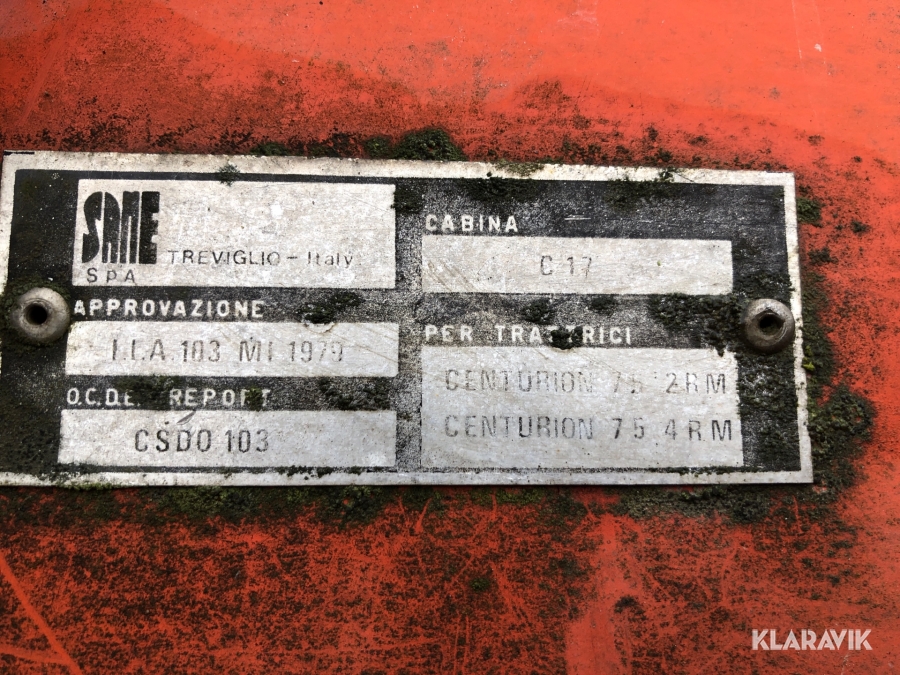 SAME
SPA
TREVIGLIO - Italy
APPROVAZIONE
I.I.A. 103 MI 1979
O.C.D.E. REPORT
CSDO 103
CABINA
C 17
PER TRATTRICI
CENTURION 75 2RM
CENTURION 75 4RM
KLARAVIK